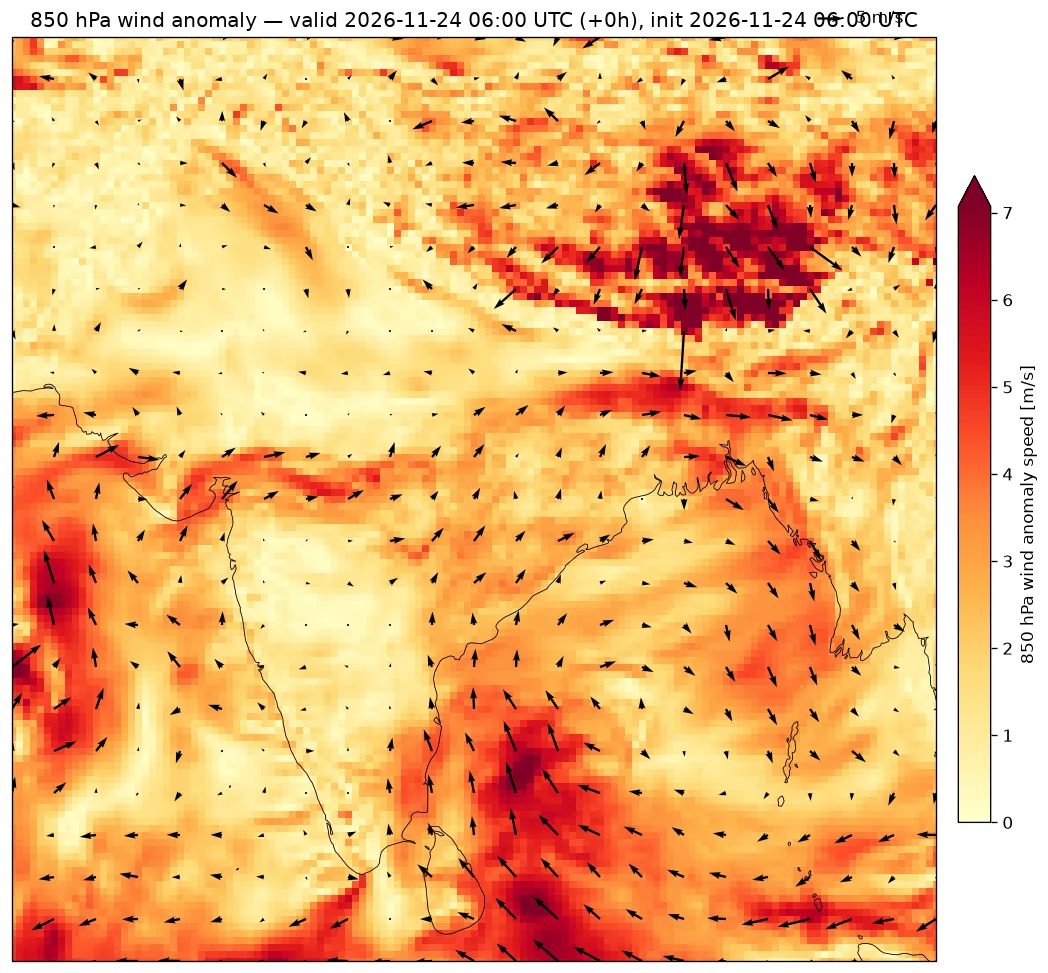 850 hPa wind anomaly — valid 2026-11-24 06:00 UTC (+0h), init 2026-11-24 06:00 UTC
5 m/s
7
6
5
4
3
2
1
0
850 hPa wind anomaly speed [m/s]